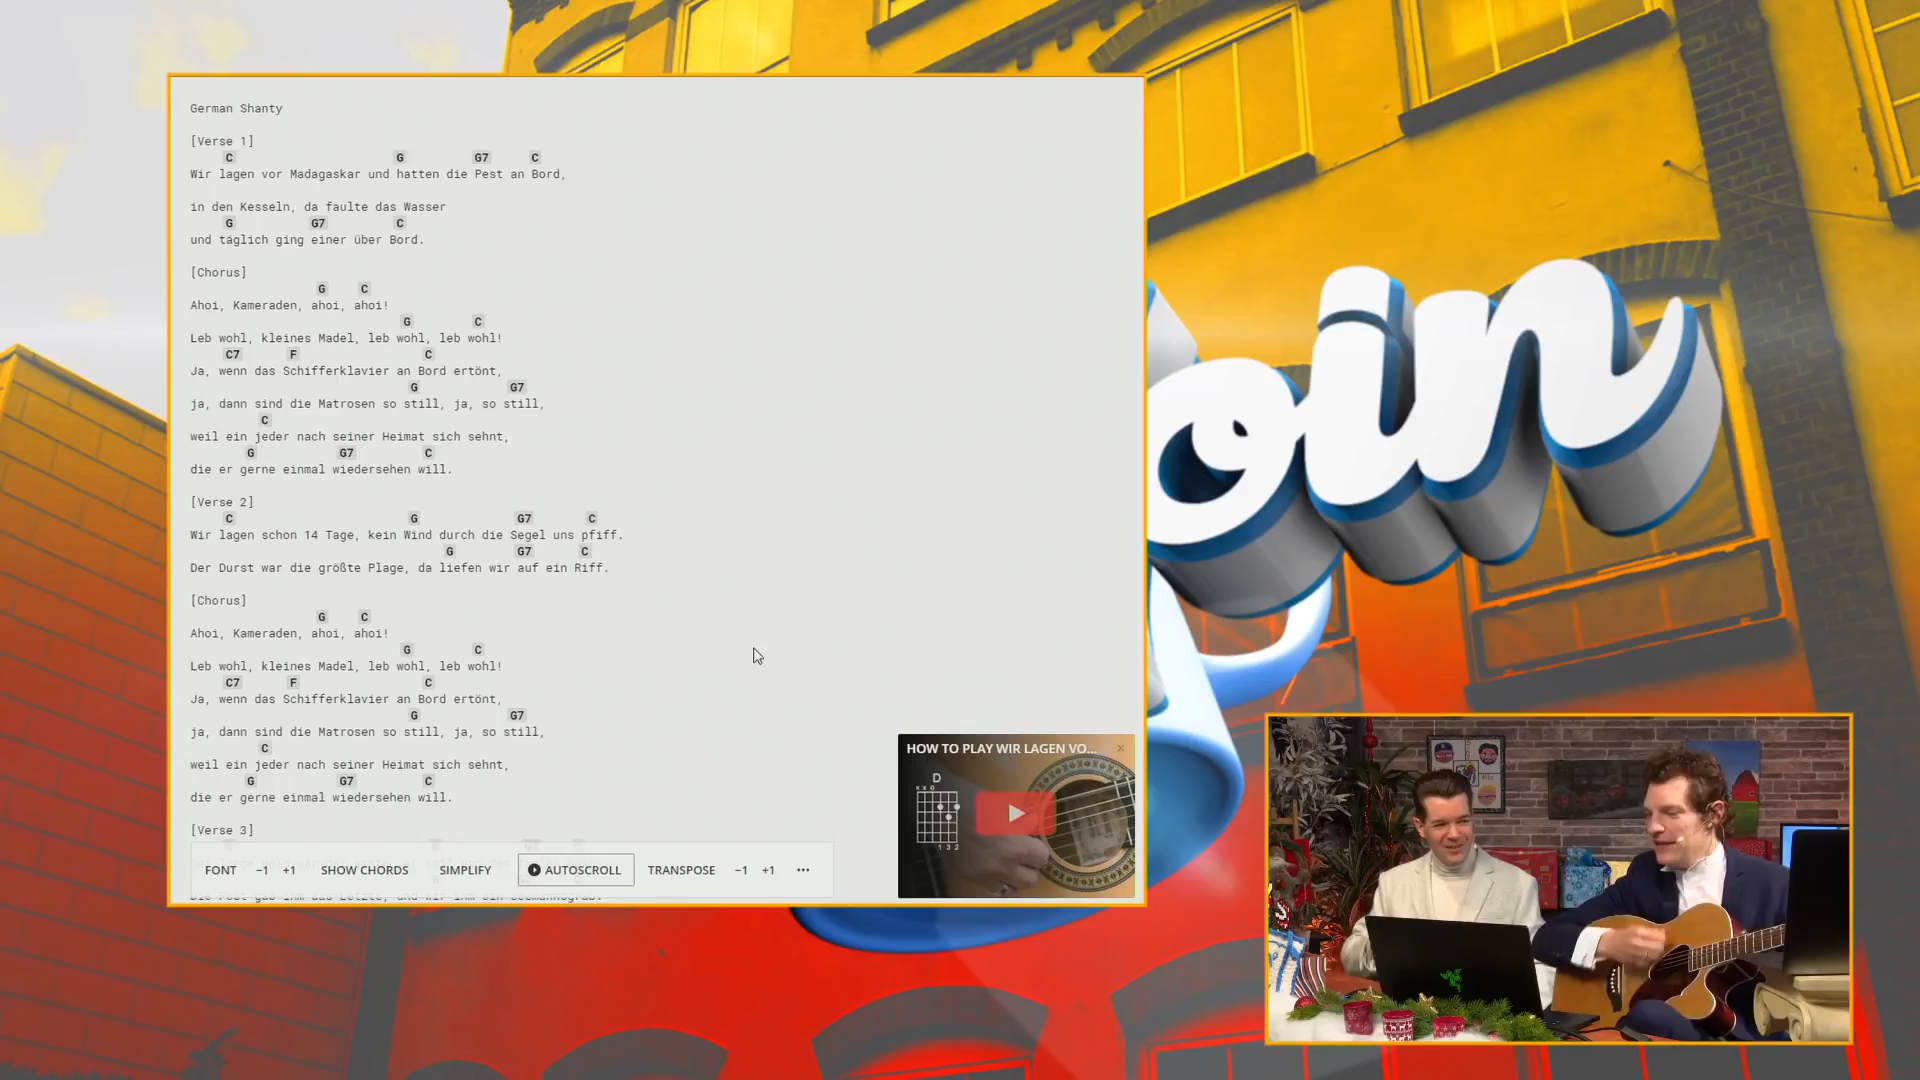 German Shanty
[Verse 1]
C G G7 C
Wir lagen vor Madagaskar und hatten die Pest an Bord,
in den Kesseln, da faulte das Wasser
G G7 C
und täglich ging einer über Bord.
[Chorus]
G C
Ahoi, Kameraden, ahoi, ahoi!
G C
Leb wohl, kleines Madel, leb wohl, leb wohl!
C7 F C
Ja, wenn das Schifferklavier an Bord ertönt,
G G7
ja, dann sind die Matrosen so still, ja, so still,
C
weil ein jeder nach seiner Heimat sich sehnt,
G G7 C
die er gerne einmal wiedersehen will.
[Verse 2]
C G G7 C
Wir lagen schon 14 Tage, kein Wind durch die Segel uns pfiff.
G G7 C
Der Durst war die größte Plage, da liefen wir auf ein Riff.
[Chorus]
G C
Ahoi, Kameraden, ahoi, ahoi!
G C
Leb wohl, kleines Madel, leb wohl, leb wohl!
C7 F C
Ja, wenn das Schifferklavier an Bord ertönt,
G G7
ja, dann sind die Matrosen so still, ja, so still,
C
weil ein jeder nach seiner Heimat sich sehnt,
G G7 C
die er gerne einmal wiedersehen will.
[Verse 3]
FONT −1 +1 SHOW CHORDS SIMPLIFY AUTOSCROLL TRANSPOSE −1 +1 •••
HOW TO PLAY WIR LAGEN VO... ×
D
x x o
1 3 2
oin